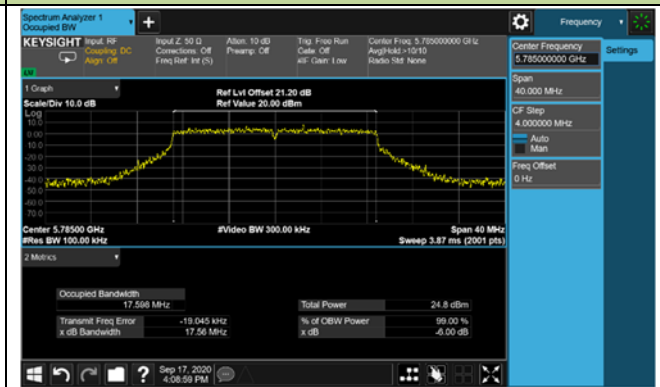 Spectrum Analyzer 1
Occupied BW
+
Frequency
KEYSIGHT
Input: RF
Coupling: DC
Align: Off
Input Z: 50 Ω
Corrections: Off
Freq Ref: Int (S)
Atten: 10 dB
Preamp: Off
Trig: Free Run
Gate: Off
#IF Gain: Low
Center Freq: 5.785000000 GHz
Avg|Hold:>10/10
Radio Std: None
Center Frequency
5.785000000 GHz
Settings
Span
40.000 MHz
CF Step
4.000000 MHz
Auto
Man
Freq Offset
0 Hz
1 Graph
Scale/Div 10.0 dB
Ref Lvl Offset 21.20 dB
Ref Value 20.00 dBm
Log
10.0
0.00
-10.0
-20.0
-30.0
-40.0
-50.0
-60.0
-70.0
Center 5.78500 GHz
#Video BW 300.00 kHz
Span 40 MHz
#Res BW 100.00 kHz
Sweep 3.87 ms (2001 pts)
2 Metrics
Occupied Bandwidth
17.598 MHz
Total Power
24.8 dBm
Transmit Freq Error
-19.045 kHz
% of OBW Power
99.00 %
x dB Bandwidth
17.56 MHz
x dB
-6.00 dB
?
Sep 17, 2020
4:08:59 PM